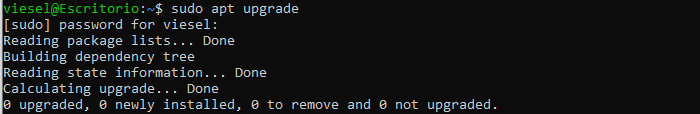 viesel@Escritorio:~$ sudo apt upgrade
[sudo] password for viesel:
Reading package lists... Done
Building dependency tree
Reading state information... Done
Calculating upgrade... Done
0 upgraded, 0 newly installed, 0 to remove and 0 not upgraded.